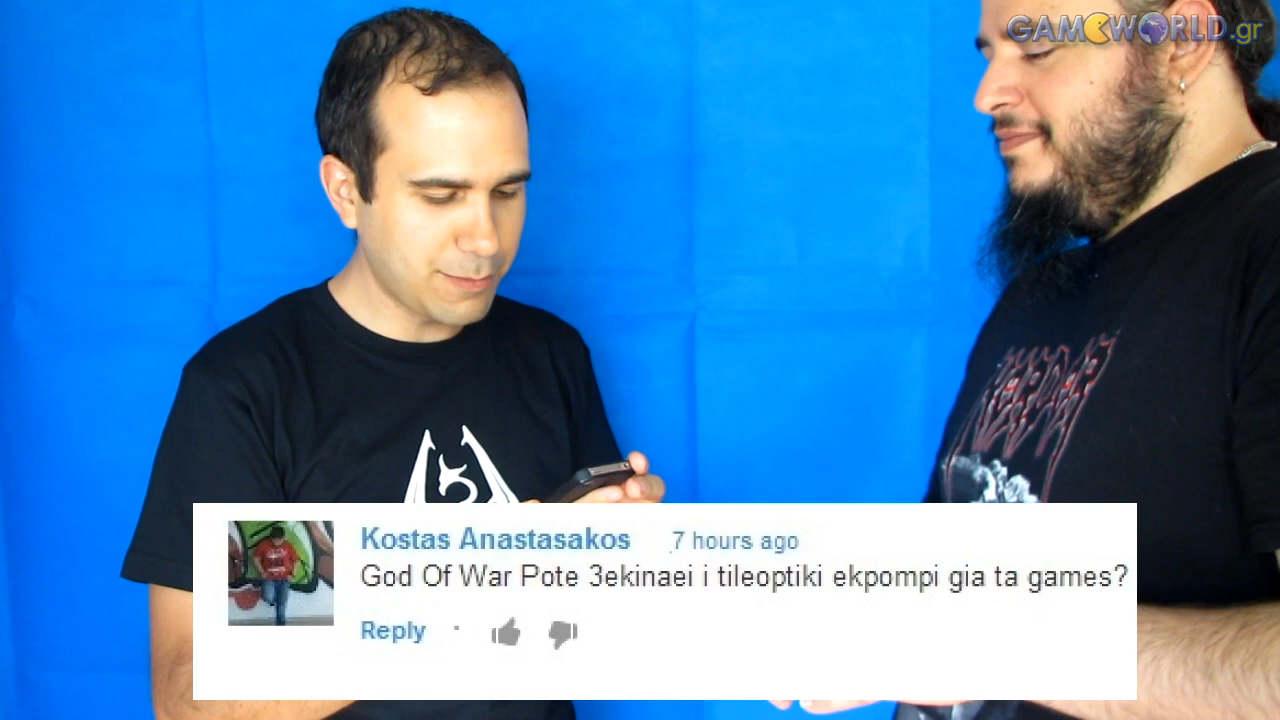 GAMEWORLD.gr
Kostas Anastasakos 7 hours ago
God Of War Pote 3ekinaei i tileoptiki ekpompi gia ta games?
Reply